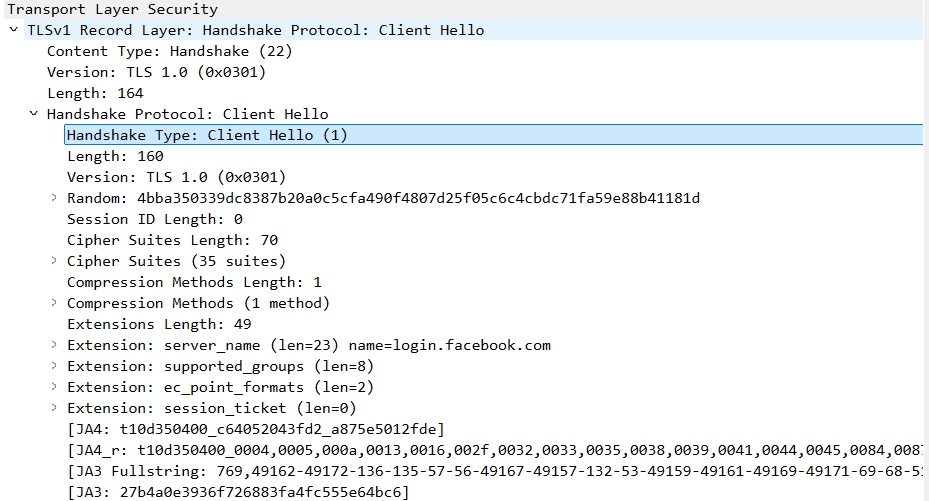 Transport Layer Security
TLSv1 Record Layer: Handshake Protocol: Client Hello
Content Type: Handshake (22)
Version: TLS 1.0 (0x0301)
Length: 164
Handshake Protocol: Client Hello
Handshake Type: Client Hello (1)
Length: 160
Version: TLS 1.0 (0x0301)
Random: 4bba350339dc8387b20a0c5cfa490f4807d25f05c6c4cbdc71fa59e88b41181d
Session ID Length: 0
Cipher Suites Length: 70
Cipher Suites (35 suites)
Compression Methods Length: 1
Compression Methods (1 method)
Extensions Length: 49
Extension: server_name (len=23) name=login.facebook.com
Extension: supported_groups (len=8)
Extension: ec_point_formats (len=2)
Extension: session_ticket (len=0)
[JA4: t10d350400_c64052043fd2_a875e5012fde]
[JA4_r: t10d350400_0004,0005,000a,0013,0016,002f,0032,0033,0035,0038,0039,0041,0044,0045,0084,0087
[JA3 Fullstring: 769,49162-49172-136-135-57-56-49167-49157-132-53-49159-49161-49169-49171-69-68-51
[JA3: 27b4a0e3936f726883fa4fc555e64bc6]